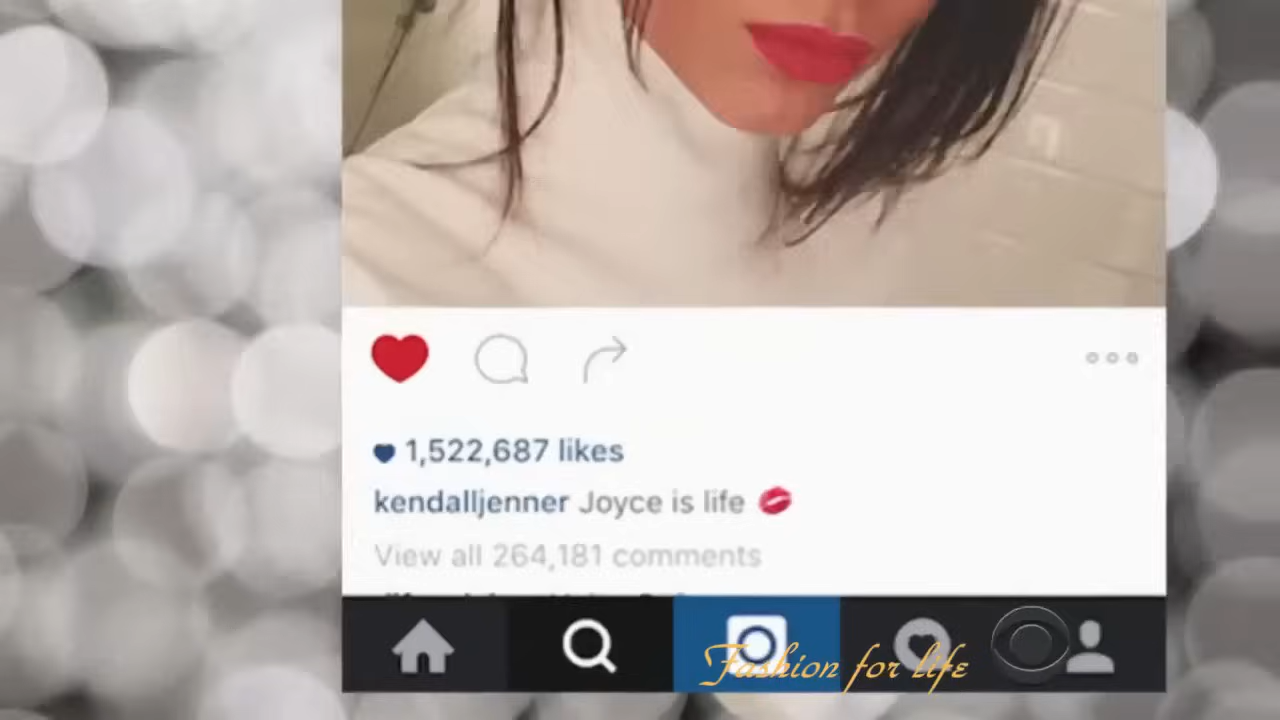 1,522,687 likes
kendalljenner Joyce is life 💋
View all 264,181 comments
Fashion for life